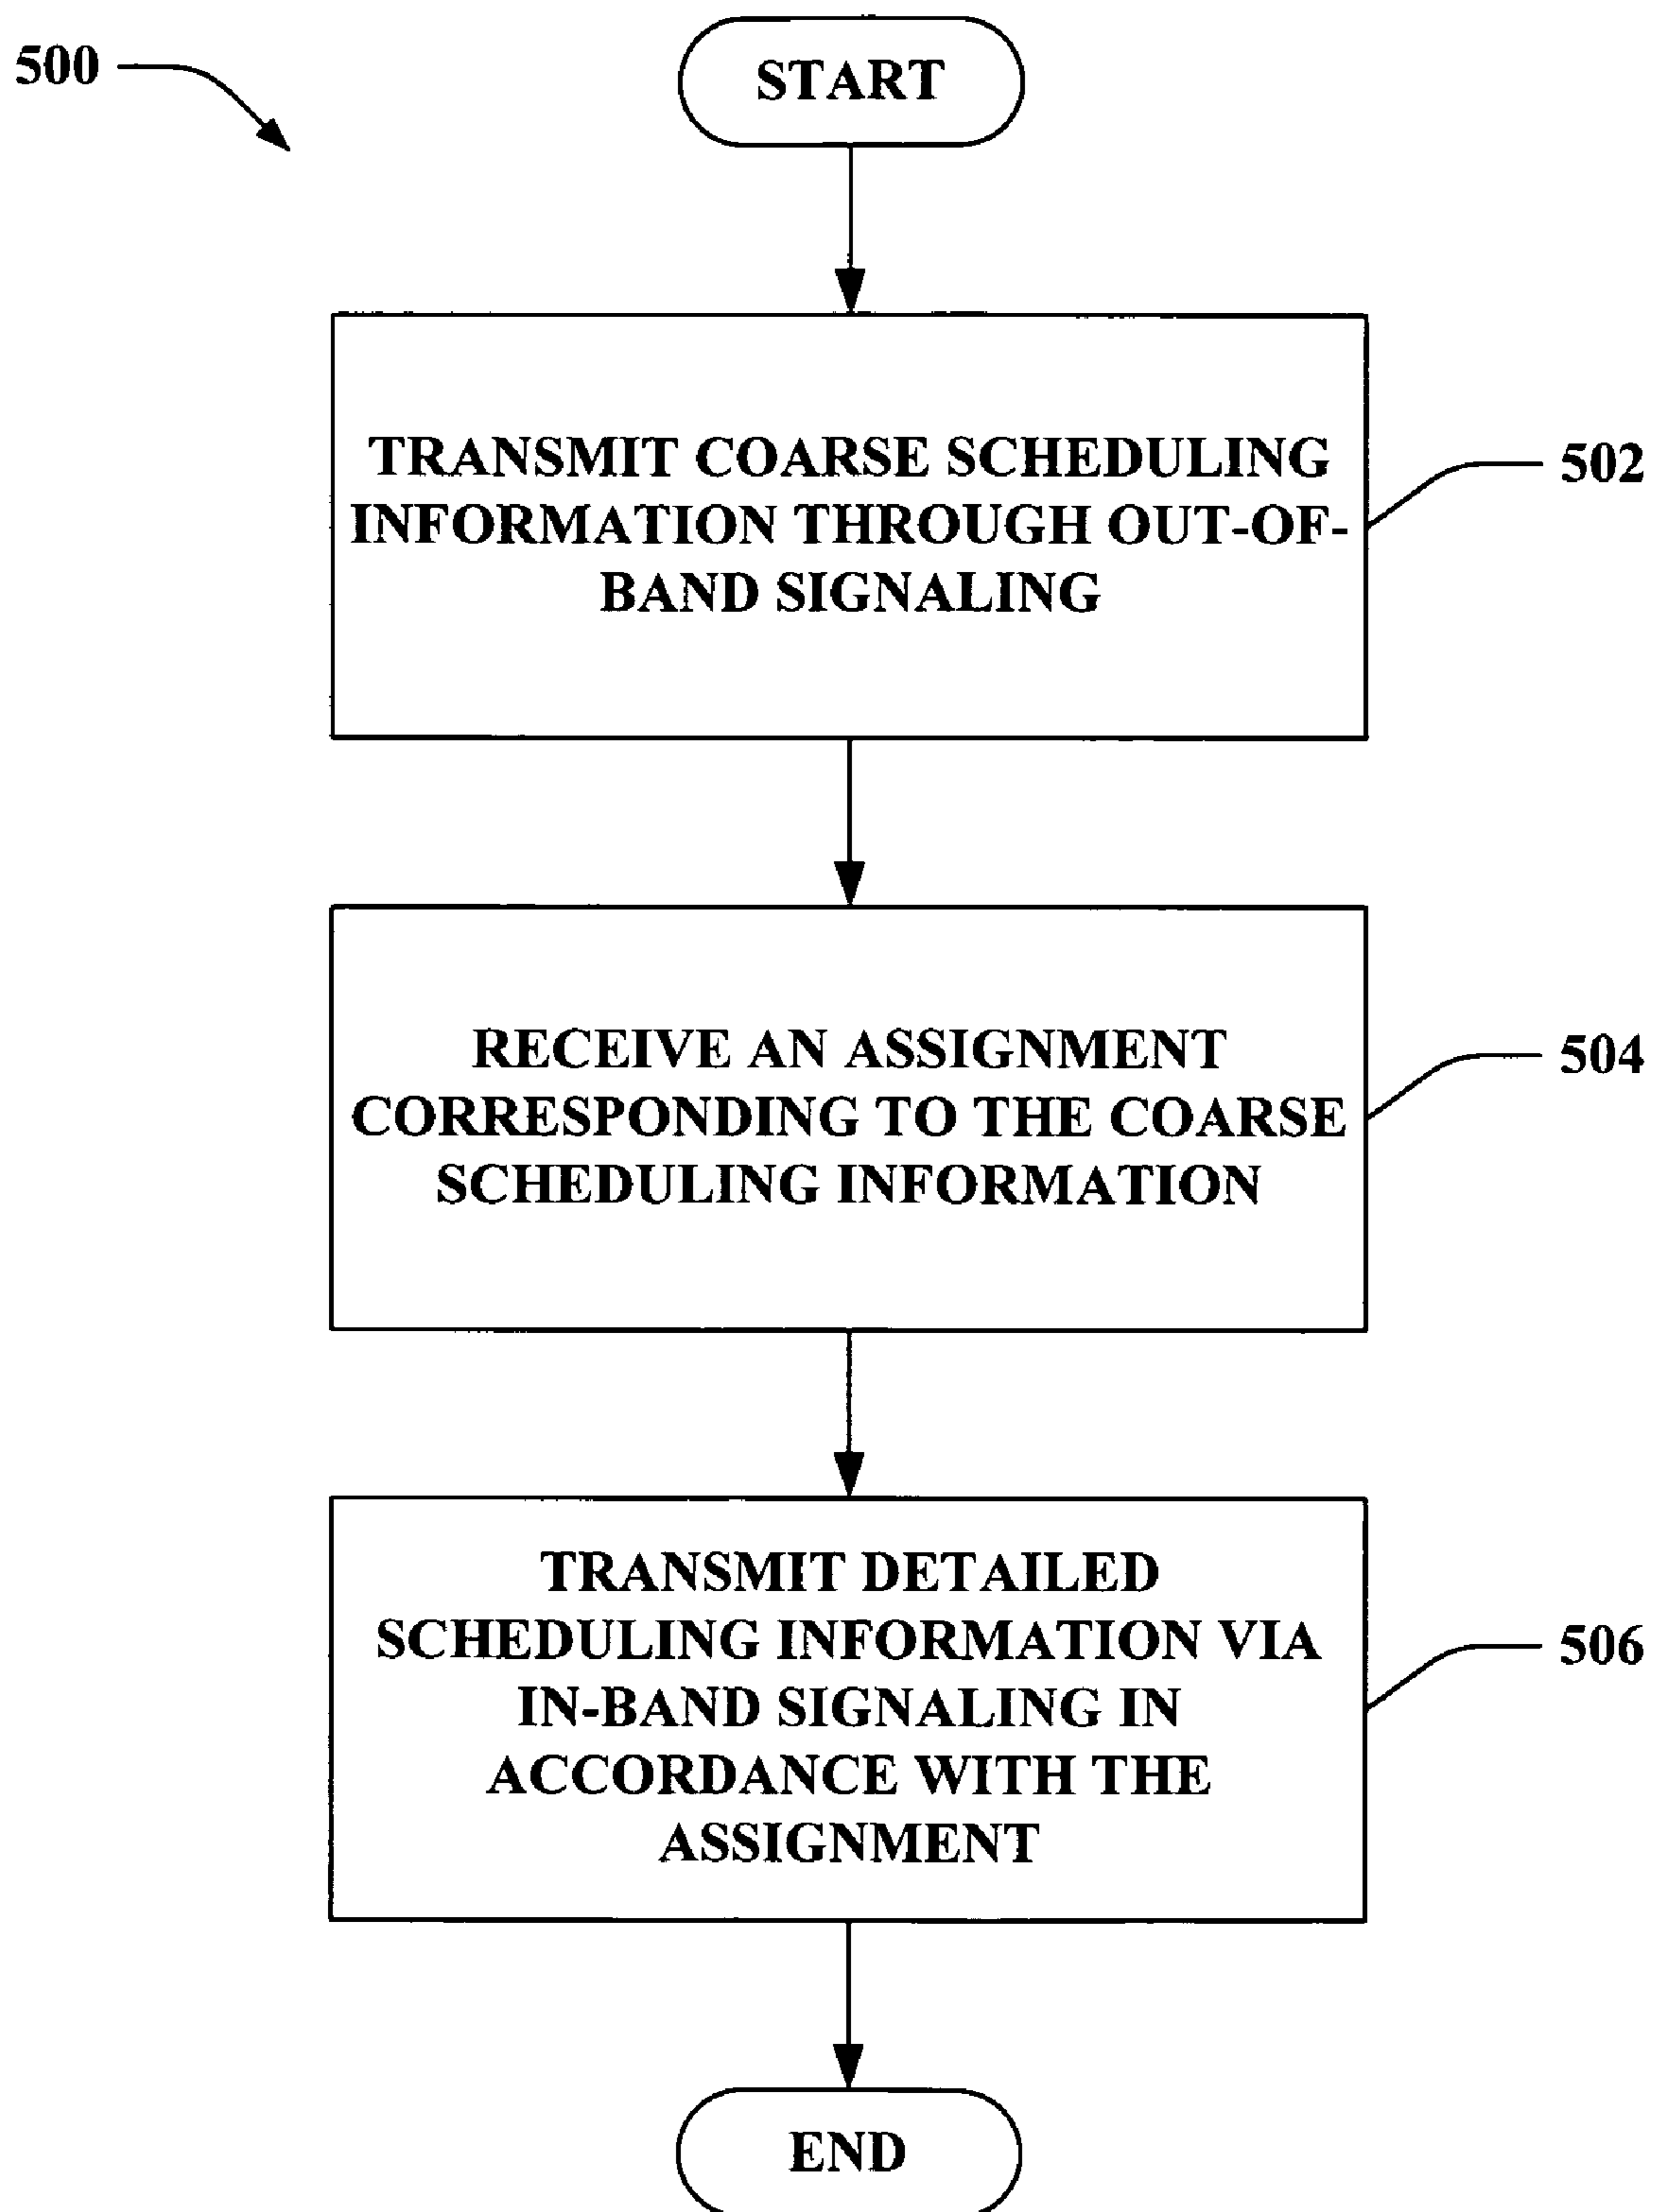 500
START
TRANSMIT COARSE SCHEDULING
INFORMATION THROUGH OUT-OF-
BAND SIGNALING
502
RECEIVE AN ASSIGNMENT
CORRESPONDING TO THE COARSE
SCHEDULING INFORMATION
504
TRANSMIT DETAILED
SCHEDULING INFORMATION VIA
IN-BAND SIGNALING IN
ACCORDANCE WITH THE
ASSIGNMENT
506
END